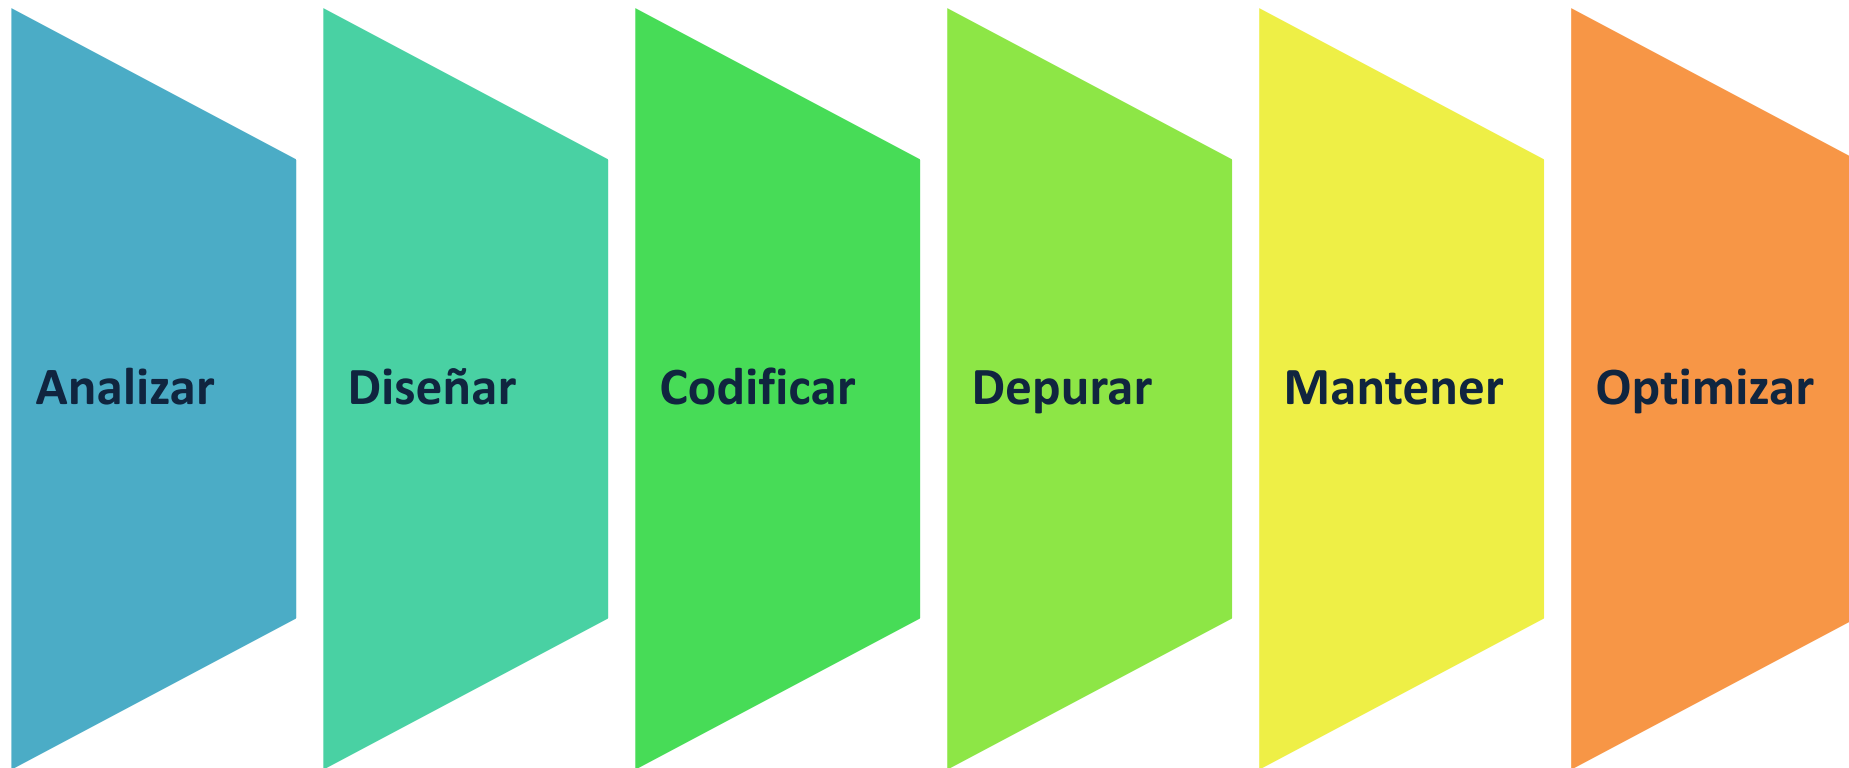 Analizar
Diseñar
Codificar
Depurar
Mantener
Optimizar